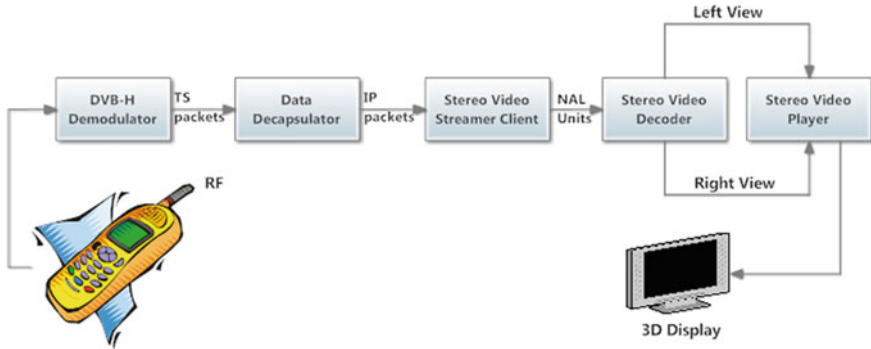 Left View
DVB-H
Demodulator
TS
packets
Data
Decapsulator
IP
packets
Stereo Video
Streamer Client
NAL
Units
Stereo Video
Decoder
Stereo Video
Player
Right View
RF
3D Display